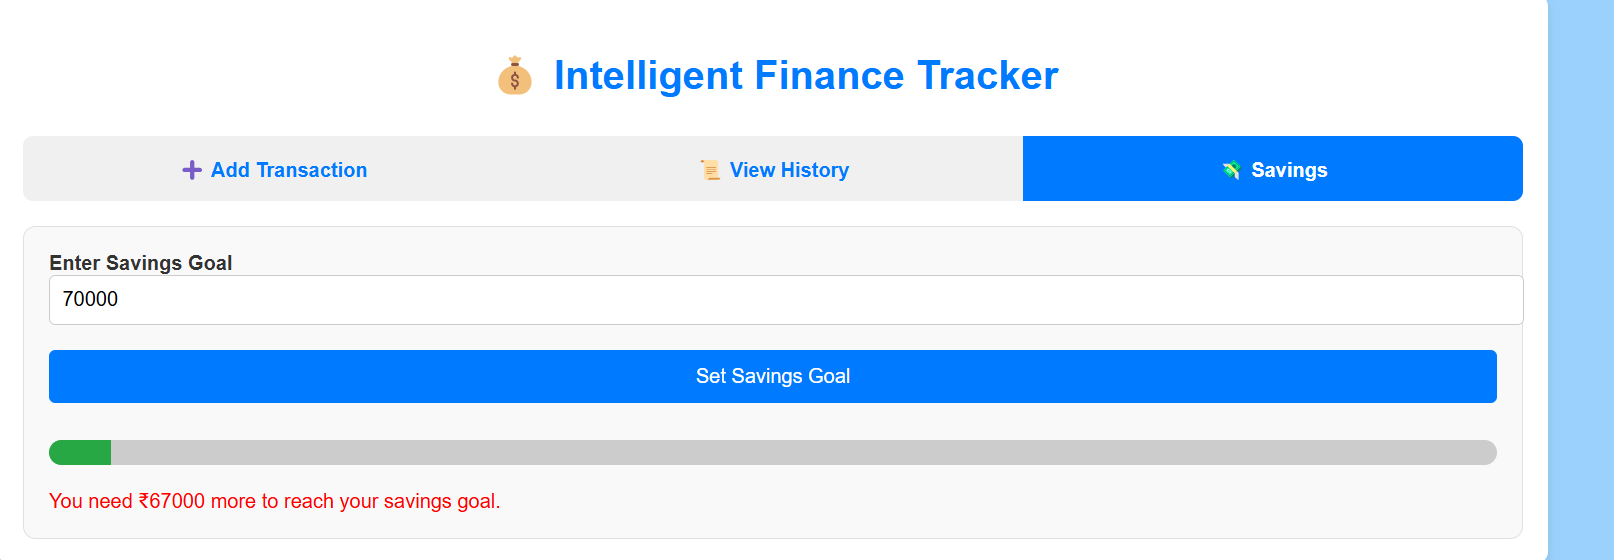 Intelligent Finance Tracker
Add Transaction
View History
Savings
Enter Savings Goal
70000
Set Savings Goal
You need ₹67000 more to reach your savings goal.